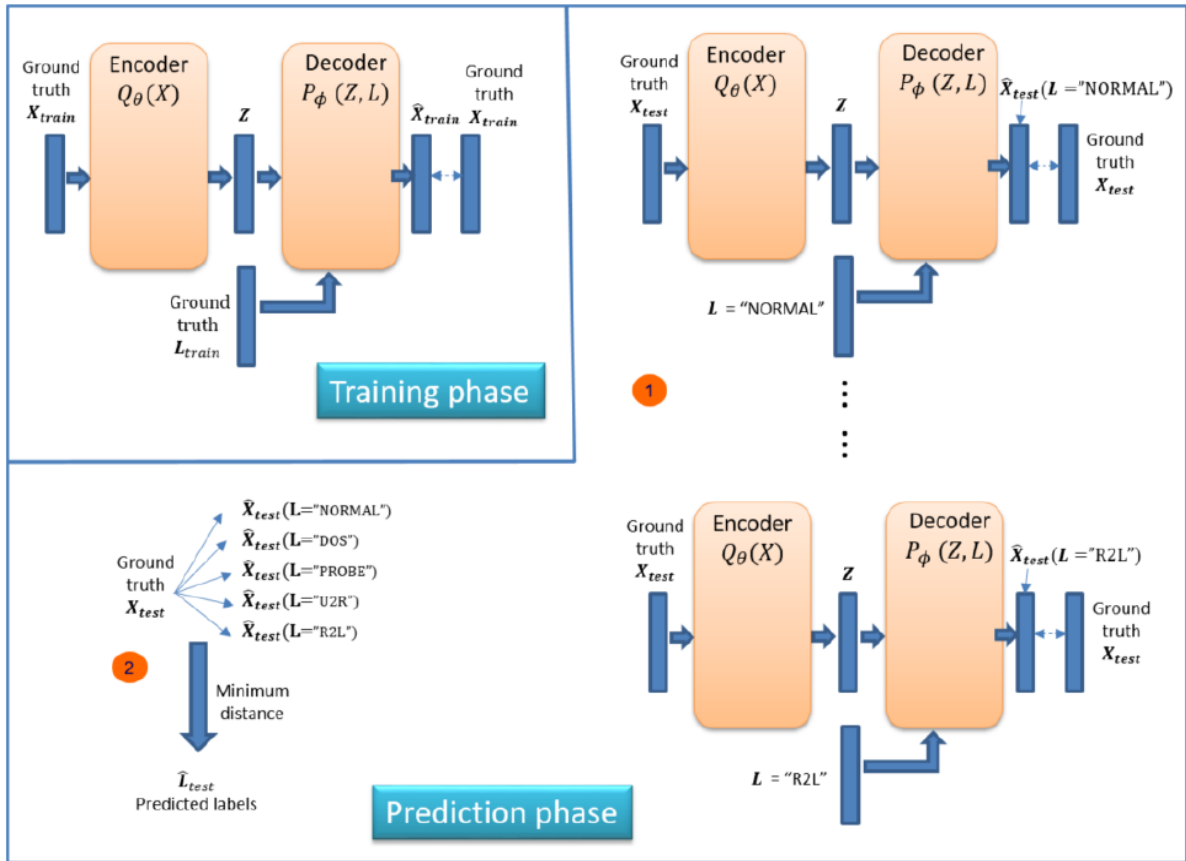 Ground
truth
X_train
Encoder
Q_θ(X)
Z
Decoder
P_ϕ (Z, L)
X̂_train
Ground
truth
X_train
Ground
truth
L_train
Training phase
Ground
truth
X_test
Encoder
Q_θ(X)
Z
Decoder
P_ϕ (Z, L)
X̂_test(L ="NORMAL")
Ground
truth
X_test
L = "NORMAL"
1
⋮
⋮
Ground
truth
X_test
Encoder
Q_θ(X)
Z
Decoder
P_ϕ (Z, L)
X̂_test(L ="R2L")
Ground
truth
X_test
L = "R2L"
Ground
truth
X_test
X̂_test(L="NORMAL")
X̂_test(L="DOS")
X̂_test(L="PROBE")
X̂_test(L="U2R")
X̂_test(L="R2L")
2
Minimum
distance
L̂_test
Predicted labels
Prediction phase